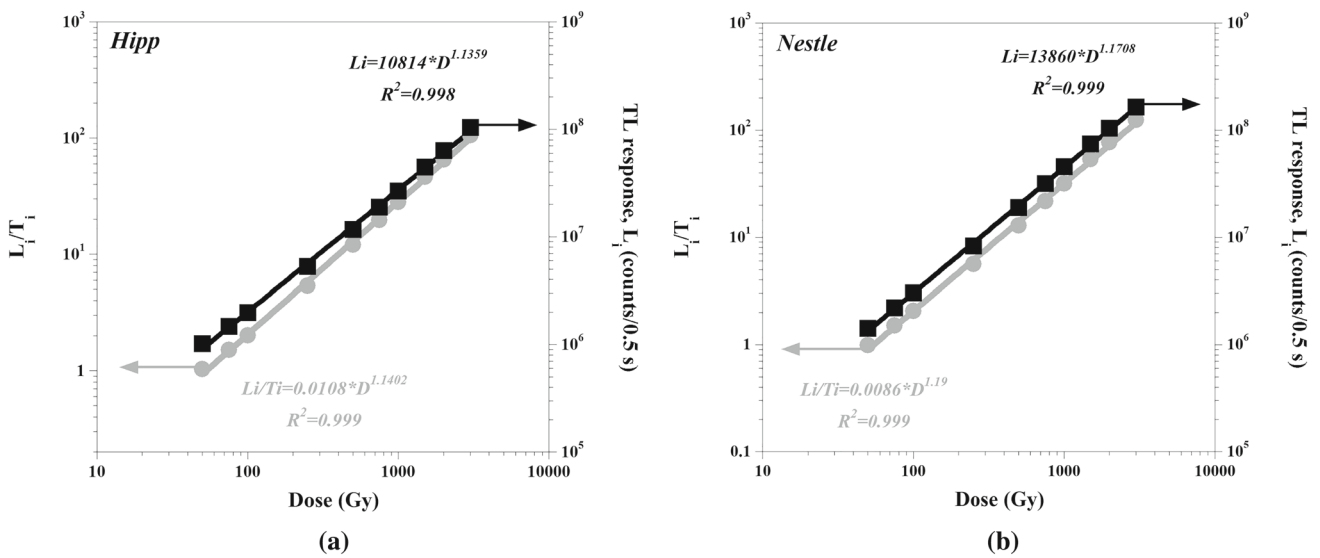 Hipp
Li=10814*D^1.1359
R^2=0.998
Li/Ti=0.0108*D^1.1402
R^2=0.999
L_i/T_i
10^3
10^2
10^1
1
TL response, L_i (counts/0.5 s)
10^9
10^8
10^7
10^6
10^5
10 100 1000 10000
Dose (Gy)
(a)
Nestle
Li=13860*D^1.1708
R^2=0.999
Li/Ti=0.0086*D^1.19
R^2=0.999
L_i/T_i
10^3
10^2
10^1
1
0.1
TL response, L_i (counts/0.5 s)
10^9
10^8
10^7
10^6
10^5
10 100 1000 10000
Dose (Gy)
(b)